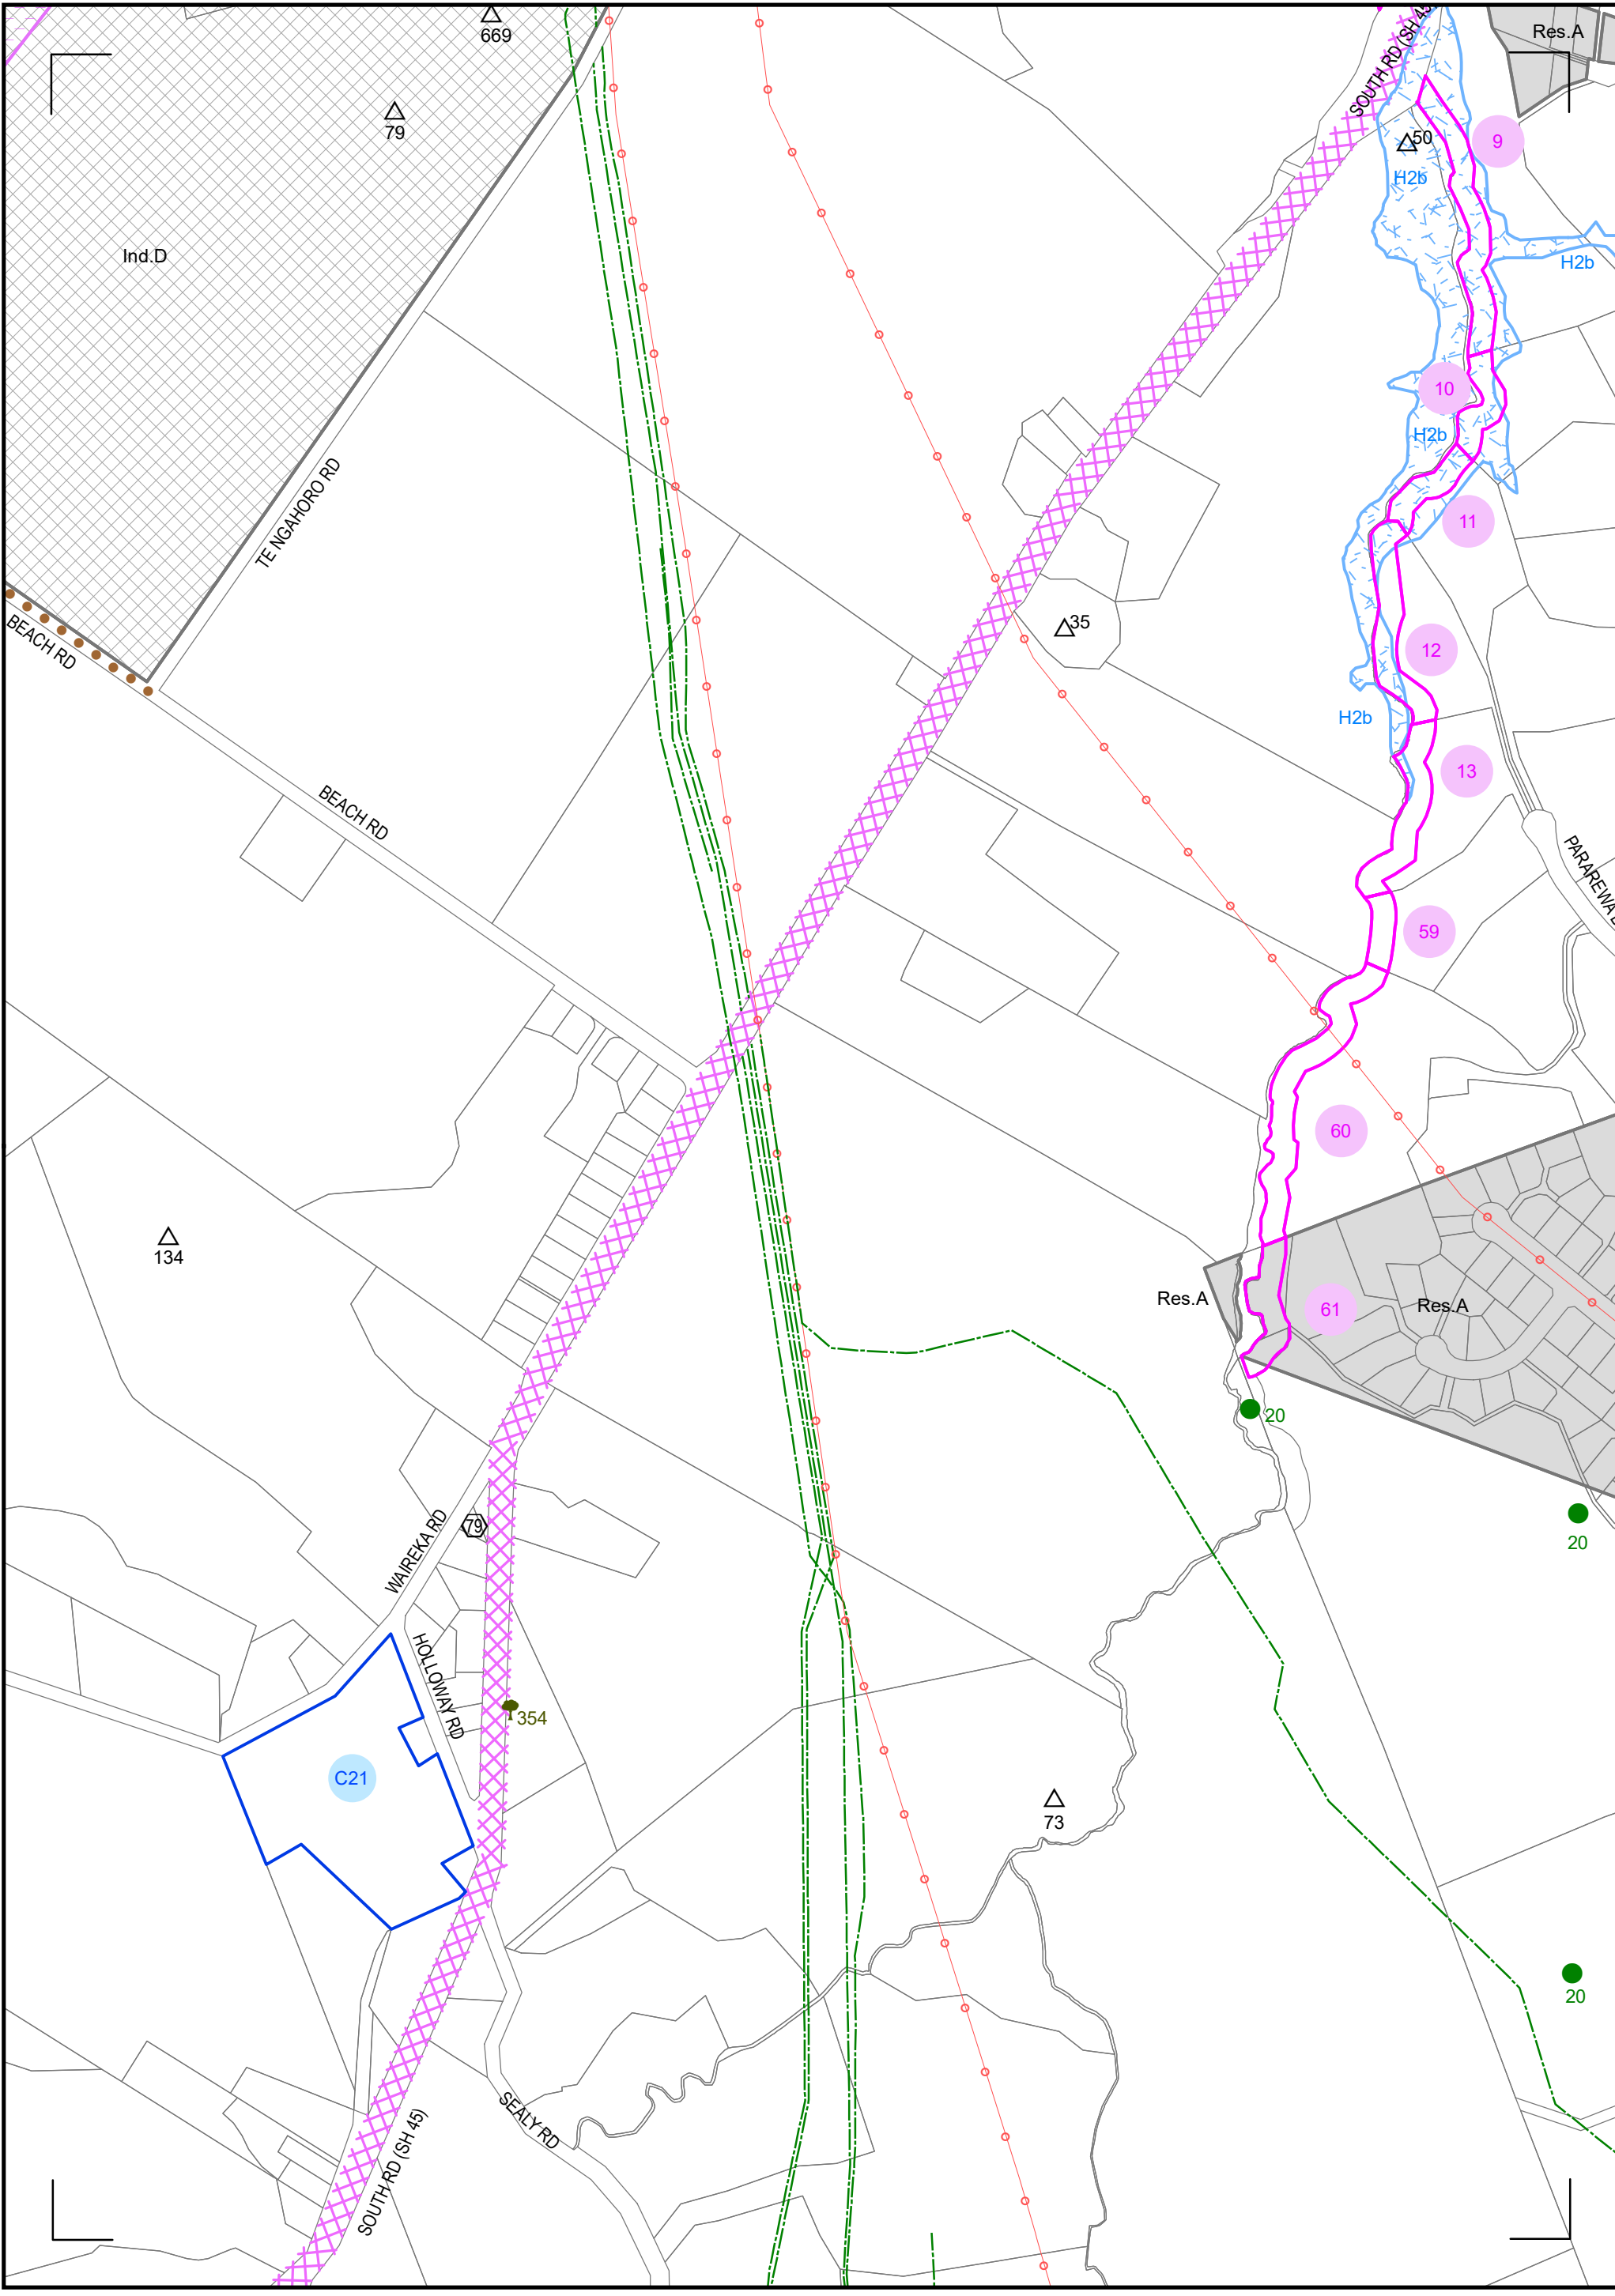 669
Res.A
SOUTH RD (SH 45
79
50
9
H2b
Ind.D
H2b
10
H2b
TE NGAHORO RD
11
BEACH RD
35
12
H2b
13
BEACH RD
PARAREWA
59
60
134
Res.A
61
Res.A
20
79
WAIREKA RD
20
HOLLOWAY RD
354
C21
73
20
SEALY RD
SOUTH RD (SH 45)